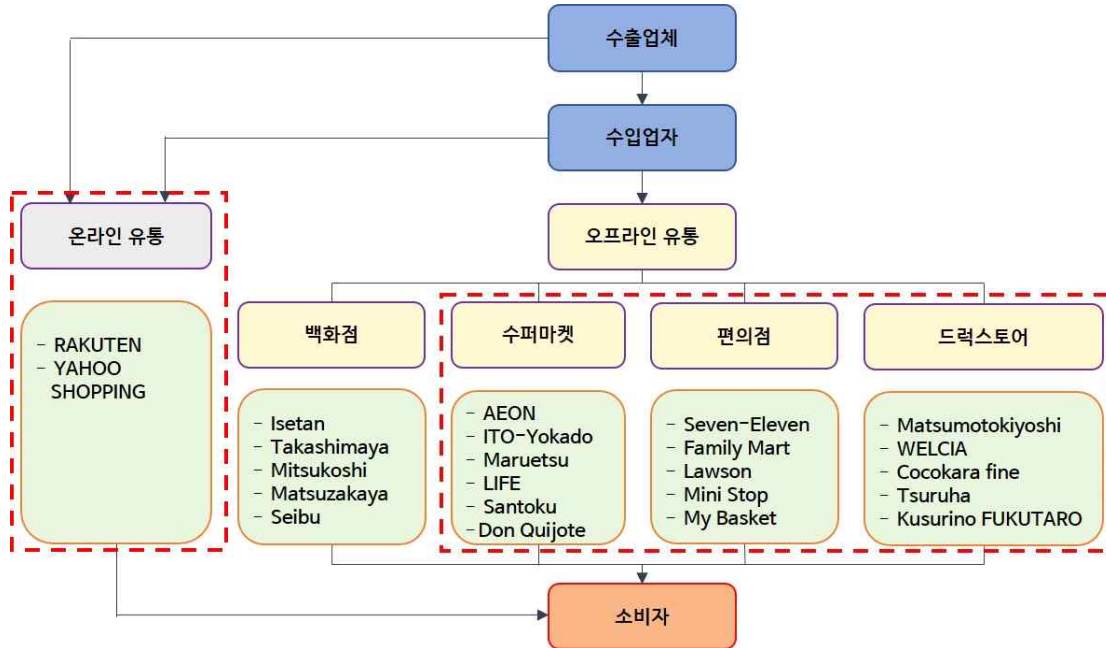 수출업체
수입업자
온라인 유통
오프라인 유통
- RAKUTEN
- YAHOO
SHOPPING
백화점
수퍼마켓
편의점
드럭스토어
- Isetan
- Takashimaya
- Mitsukoshi
- Matsuzakaya
- Seibu
- AEON
- ITO-Yokado
- Maruetsu
- LIFE
- Santoku
- Don Quijote
- Seven-Eleven
- Family Mart
- Lawson
- Mini Stop
- My Basket
- Matsumotokiyoshi
- WELCIA
- Cocokara fine
- Tsuruha
- Kusurino FUKUTARO
소비자